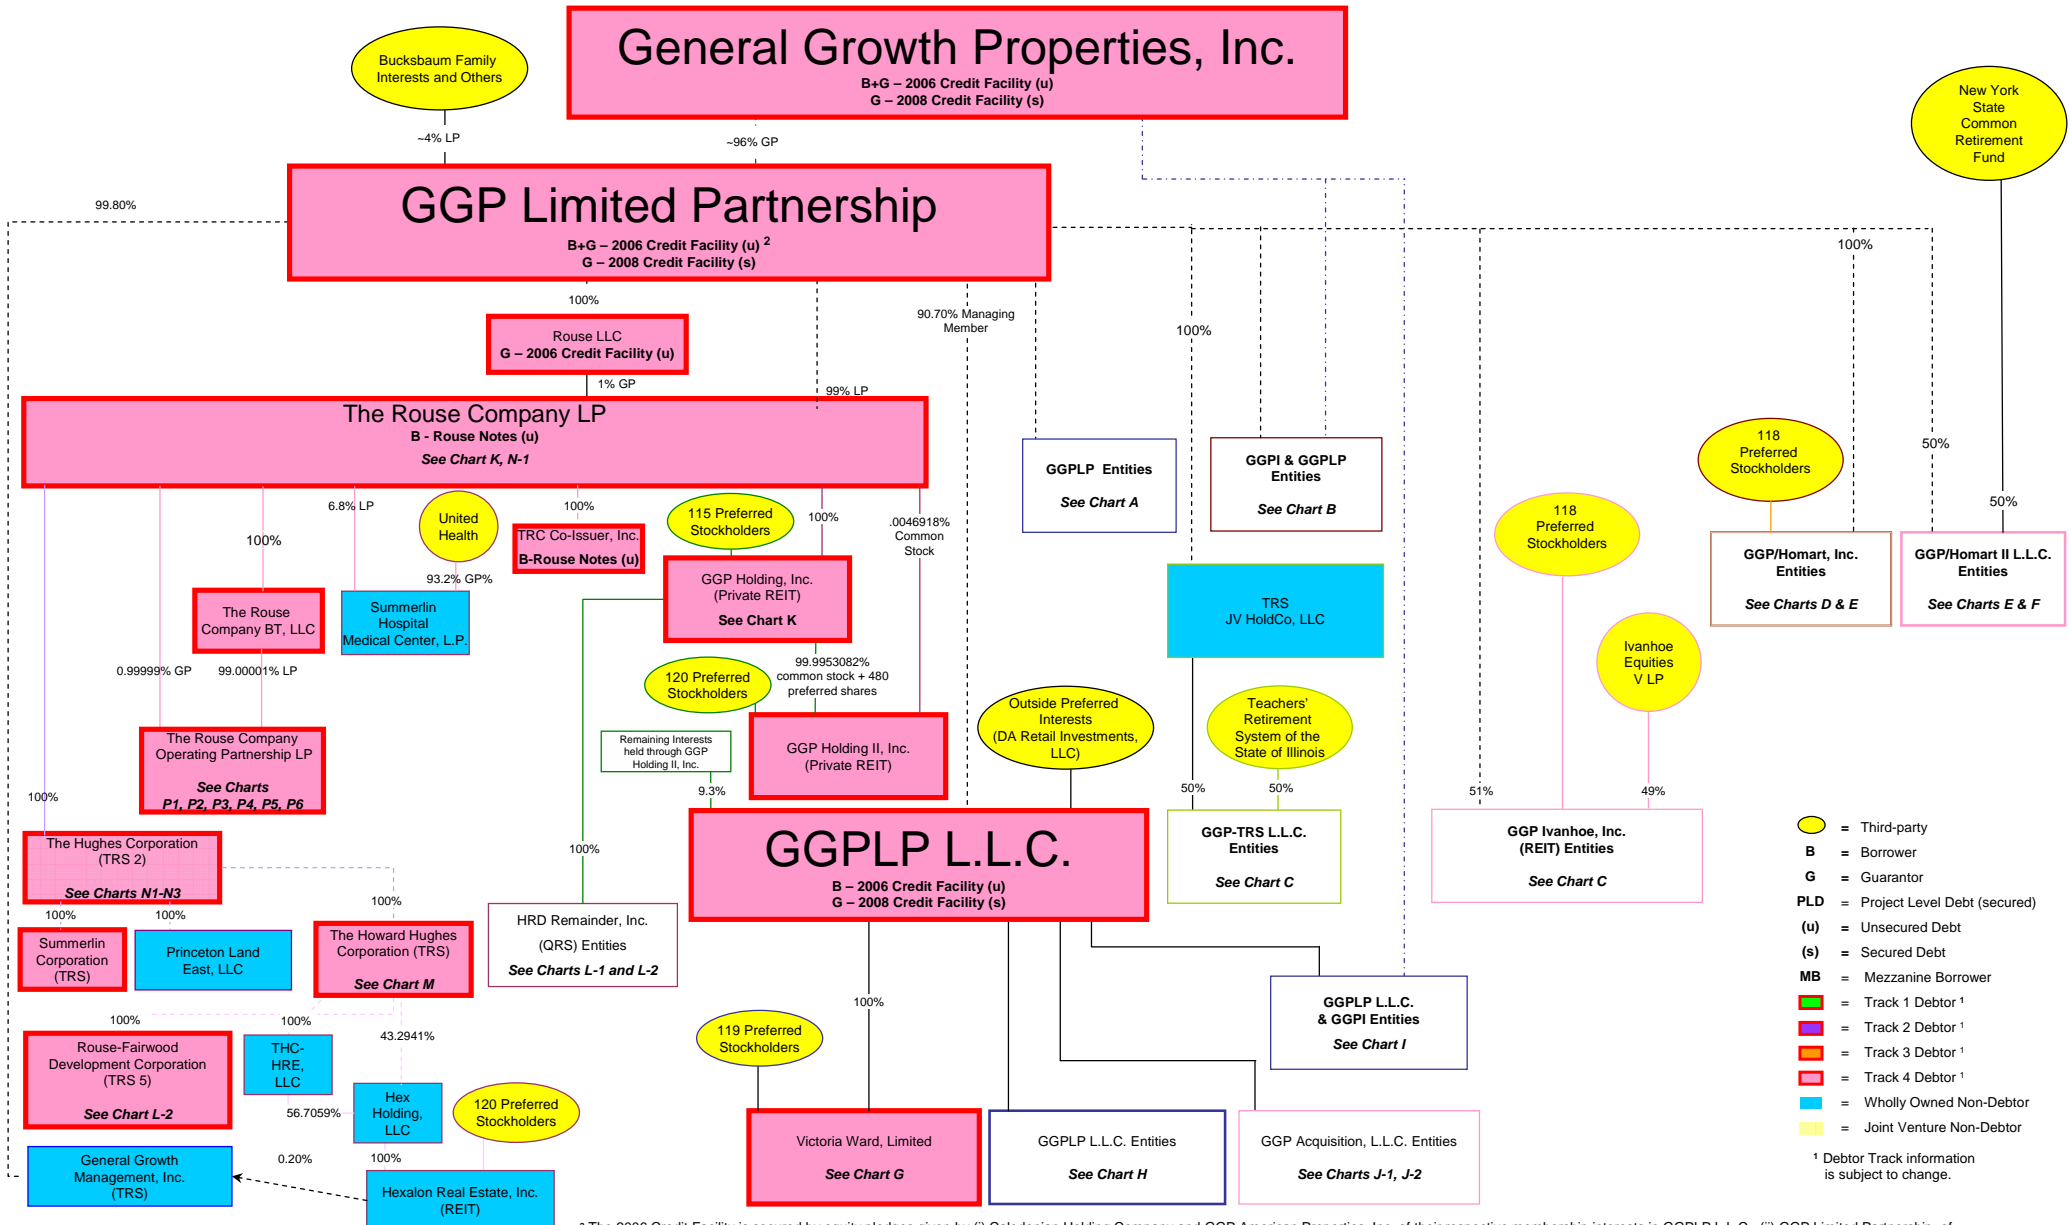 General Growth Properties, Inc.
B+G – 2006 Credit Facility (u)
G – 2008 Credit Facility (s)
Bucksbaum Family
Interests and Others
New York
State
Common
Retirement
Fund
~4% LP
~96% GP
GGP Limited Partnership
B+G – 2006 Credit Facility (u) 2
G – 2008 Credit Facility (s)
99.80%
100%
100%
90.70% Managing
Member
100%
50%
50%
Rouse LLC
G – 2006 Credit Facility (u)
1% GP
99% LP
The Rouse Company LP
B - Rouse Notes (u)
See Chart K, N-1
GGPLP Entities
See Chart A
GGPI & GGPLP
Entities
See Chart B
118
Preferred
Stockholders
118
Preferred
Stockholders
GGP/Homart, Inc.
Entities
See Charts D & E
GGP/Homart II L.L.C.
Entities
See Charts E & F
6.8% LP
United
Health
93.2% GP%
100%
TRC Co-Issuer, Inc.
B-Rouse Notes (u)
115 Preferred
Stockholders
100%
.0046918%
Common
Stock
100%
The Rouse
Company BT, LLC
Summerlin
Hospital
Medical Center, L.P.
GGP Holding, Inc.
(Private REIT)
See Chart K
TRS
JV HoldCo, LLC
Ivanhoe
Equities
V LP
0.99999% GP
99.00001% LP
120 Preferred
Stockholders
99.9953082%
common stock + 480
preferred shares
The Rouse Company
Operating Partnership LP
See Charts
P1, P2, P3, P4, P5, P6
Remaining Interests
held through GGP
Holding II, Inc.
GGP Holding II, Inc.
(Private REIT)
Outside Preferred
Interests
(DA Retail Investments,
LLC)
Teachers'
Retirement
System of the
State of Illinois
9.3%
50%
50%
51%
49%
100%
100%
The Hughes Corporation
(TRS 2)
See Charts N1-N3
GGPLP L.L.C.
B – 2006 Credit Facility (u)
G – 2008 Credit Facility (s)
GGP-TRS L.L.C.
Entities
See Chart C
GGP Ivanhoe, Inc.
(REIT) Entities
See Chart C
100%
100%
100%
Summerlin
Corporation
(TRS)
Princeton Land
East, LLC
The Howard Hughes
Corporation (TRS)
See Chart M
HRD Remainder, Inc.
(QRS) Entities
See Charts L-1 and L-2
100%
GGPLP L.L.C.
& GGPI Entities
See Chart I
119 Preferred
Stockholders
100%
100%
43.2941%
Rouse-Fairwood
Development Corporation
(TRS 5)
See Chart L-2
THC-
HRE,
LLC
56.7059%
Hex
Holding,
LLC
120 Preferred
Stockholders
Victoria Ward, Limited
See Chart G
GGPLP L.L.C. Entities
See Chart H
GGP Acquisition, L.L.C. Entities
See Charts J-1, J-2
General Growth
Management, Inc.
(TRS)
0.20%
100%
Hexalon Real Estate, Inc.
(REIT)
= Third-party
B = Borrower
G = Guarantor
PLD = Project Level Debt (secured)
(u) = Unsecured Debt
(s) = Secured Debt
MB = Mezzanine Borrower
= Track 1 Debtor 1
= Track 2 Debtor 1
= Track 3 Debtor 1
= Track 4 Debtor 1
= Wholly Owned Non-Debtor
= Joint Venture Non-Debtor
1 Debtor Track information
is subject to change.